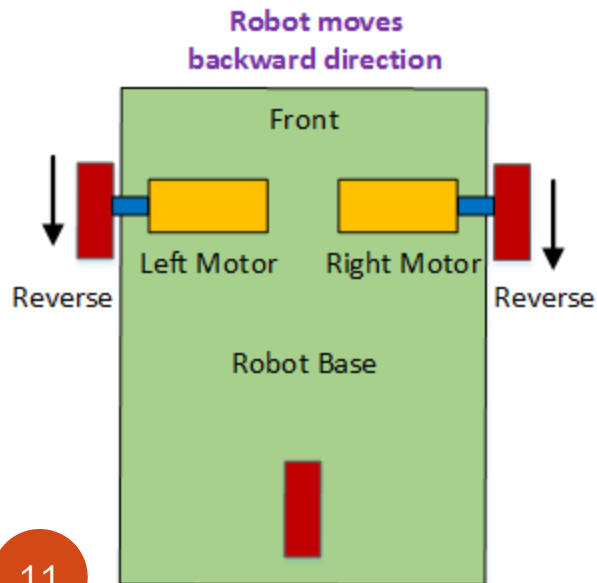 Robot moves
backward direction
Front
Left Motor
Right Motor
Reverse
Reverse
Robot Base
11